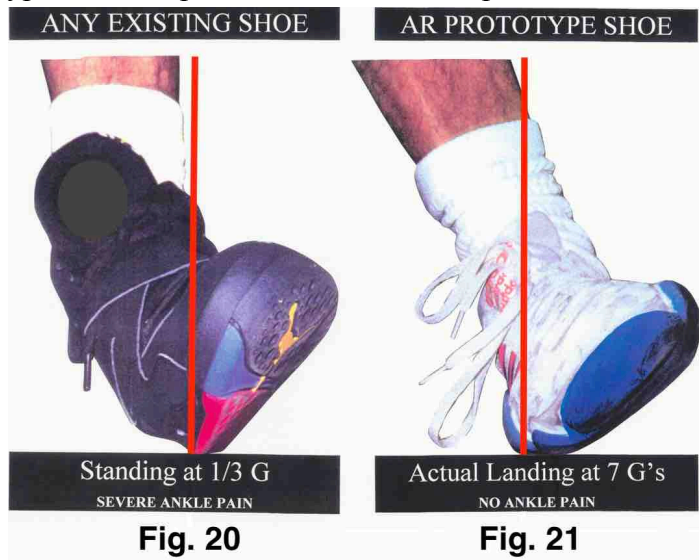 ANY EXISTING SHOE
AR PROTOTYPE SHOE
Standing at 1/3 G
SEVERE ANKLE PAIN
Actual Landing at 7 G's
NO ANKLE PAIN
Fig. 20
Fig. 21